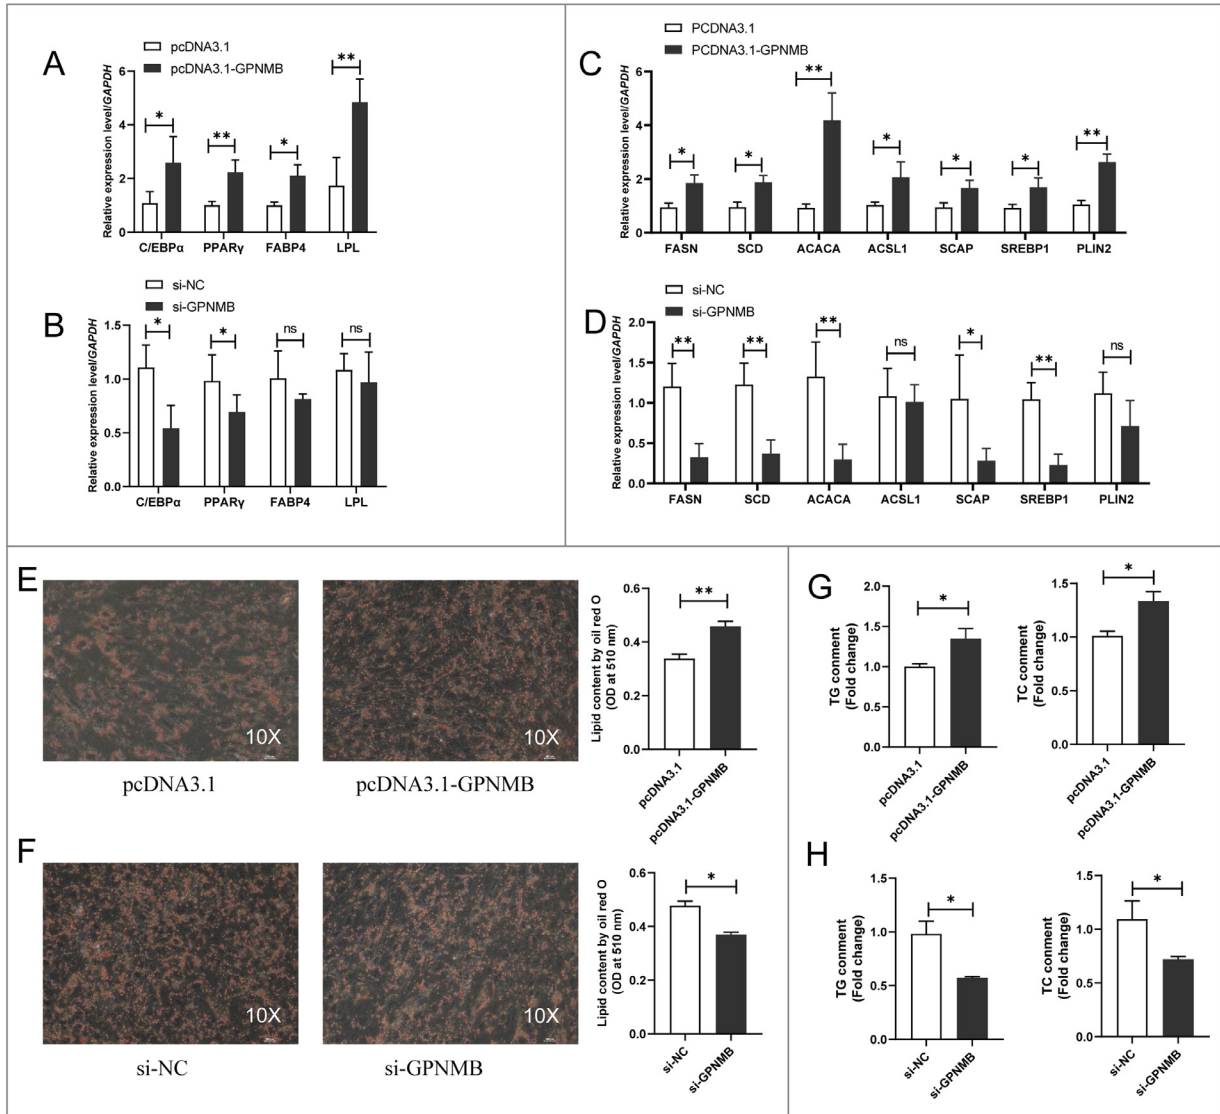 A
pcDNA3.1
pcDNA3.1-GPNMB
Relative expression level/GAPDH
6
4
2
0
*
**
*
**
C/EBPα PPARγ FABP4 LPL
B
si-NC
si-GPNMB
Relative expression level/GAPDH
1.5
1.0
0.5
0.0
*
*
ns
ns
C/EBPα PPARγ FABP4 LPL
C
PCDNA3.1
PCDNA3.1-GPNMB
Relative expression level/GAPDH
6
4
2
0
*
*
**
*
*
*
**
FASN SCD ACACA ACSL1 SCAP SREBP1 PLIN2
D
si-NC
si-GPNMB
Relative expression level/GAPDH
2.0
1.5
1.0
0.5
0.0
**
**
**
ns
*
**
ns
FASN SCD ACACA ACSL1 SCAP SREBP1 PLIN2
E
10X
pcDNA3.1
10X
pcDNA3.1-GPNMB
Lipid content by oil red O
(OD at 510 nm)
0.6
0.4
0.2
0.0
**
pcDNA3.1
pcDNA3.1-GPNMB
F
10X
si-NC
10X
si-GPNMB
Lipid content by oil red O
(OD at 510 nm)
0.6
0.4
0.2
0.0
*
si-NC
si-GPNMB
G
TG comment
(Fold change)
2.0
1.5
1.0
0.5
0.0
*
pcDNA3.1
pcDNA3.1-GPNMB
TC comment
(Fold change)
1.5
1.0
0.5
0.0
*
pcDNA3.1
pcDNA3.1-GPNMB
H
TG comment
(Fold change)
1.5
1.0
0.5
0.0
*
si-NC
si-GPNMB
TC comment
(Fold change)
1.5
1.0
0.5
0.0
*
si-NC
si-GPNMB